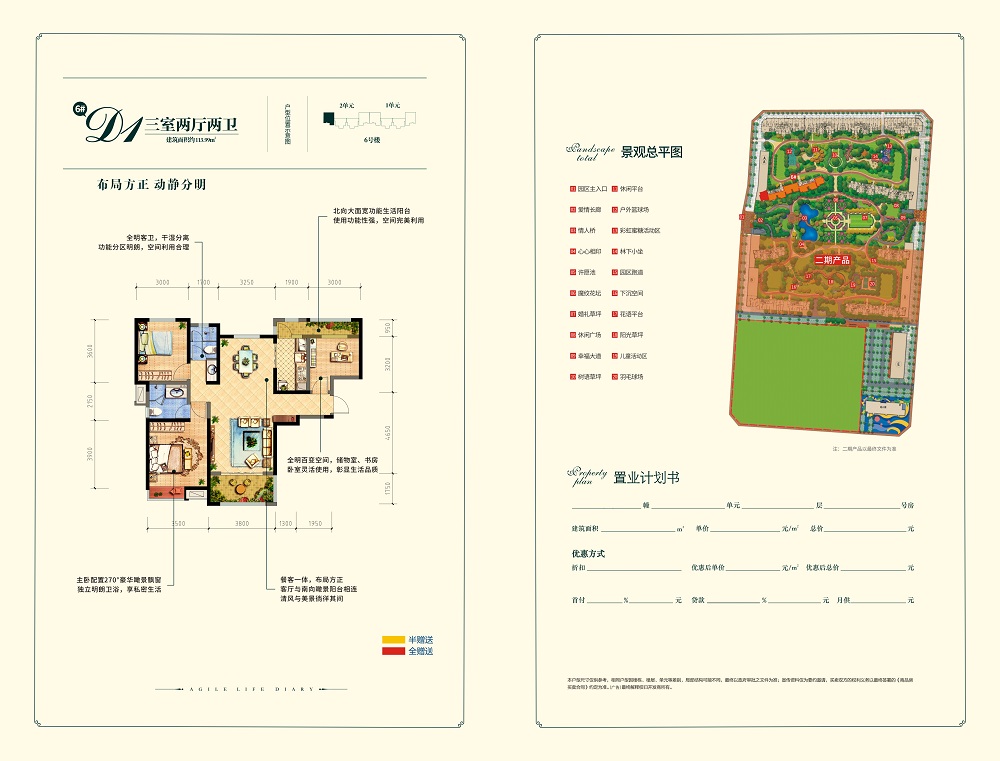 6#
D1
三室两厅两卫
建筑面积约113.99㎡
户型位置示意图
2单元
1单元
6号楼
布局方正 动静分明
北向大面宽功能生活阳台
使用功能性强，空间完美利用
全明客卫，干湿分离
功能分区明朗，空间利用合理
3000
1700
3250
1900
3000
3600
2150
3900
950
3200
4650
1150
全明百变空间，储物室、书房
卧室灵活使用，彰显生活品质
3500
3800
1300
1950
主卧配置270°豪华瞰景飘窗
独立明朗卫浴，享私密生活
餐客一体，布局方正
客厅与南向瞰景阳台相连
清风与美景徜徉其间
半赠送
全赠送
AGILE LIFE DIARY
Landscape
total
景观总平图
01 园区主入口
11 休闲平台
02 爱情长廊
12 户外篮球场
03 情人桥
13 彩虹蜜糖活动区
04 心心相印
14 林下小坐
05 许愿池
15 园区跑道
06 魔纹花坛
16 下沉空间
07 婚礼草坪
17 花语平台
08 休闲广场
18 阳光草坪
09 幸福大道
19 儿童活动区
10 树语草坪
20 羽毛球场
二期产品
注：二期产品以最终文件为准
Property
plan
置业计划书
幢 单元 层 号房
建筑面积 ㎡ 单价 元/㎡ 总价 元
优惠方式
折扣 优惠后单价 元/㎡ 优惠后总价 元
首付 % 元 贷款 % 元 月供 元